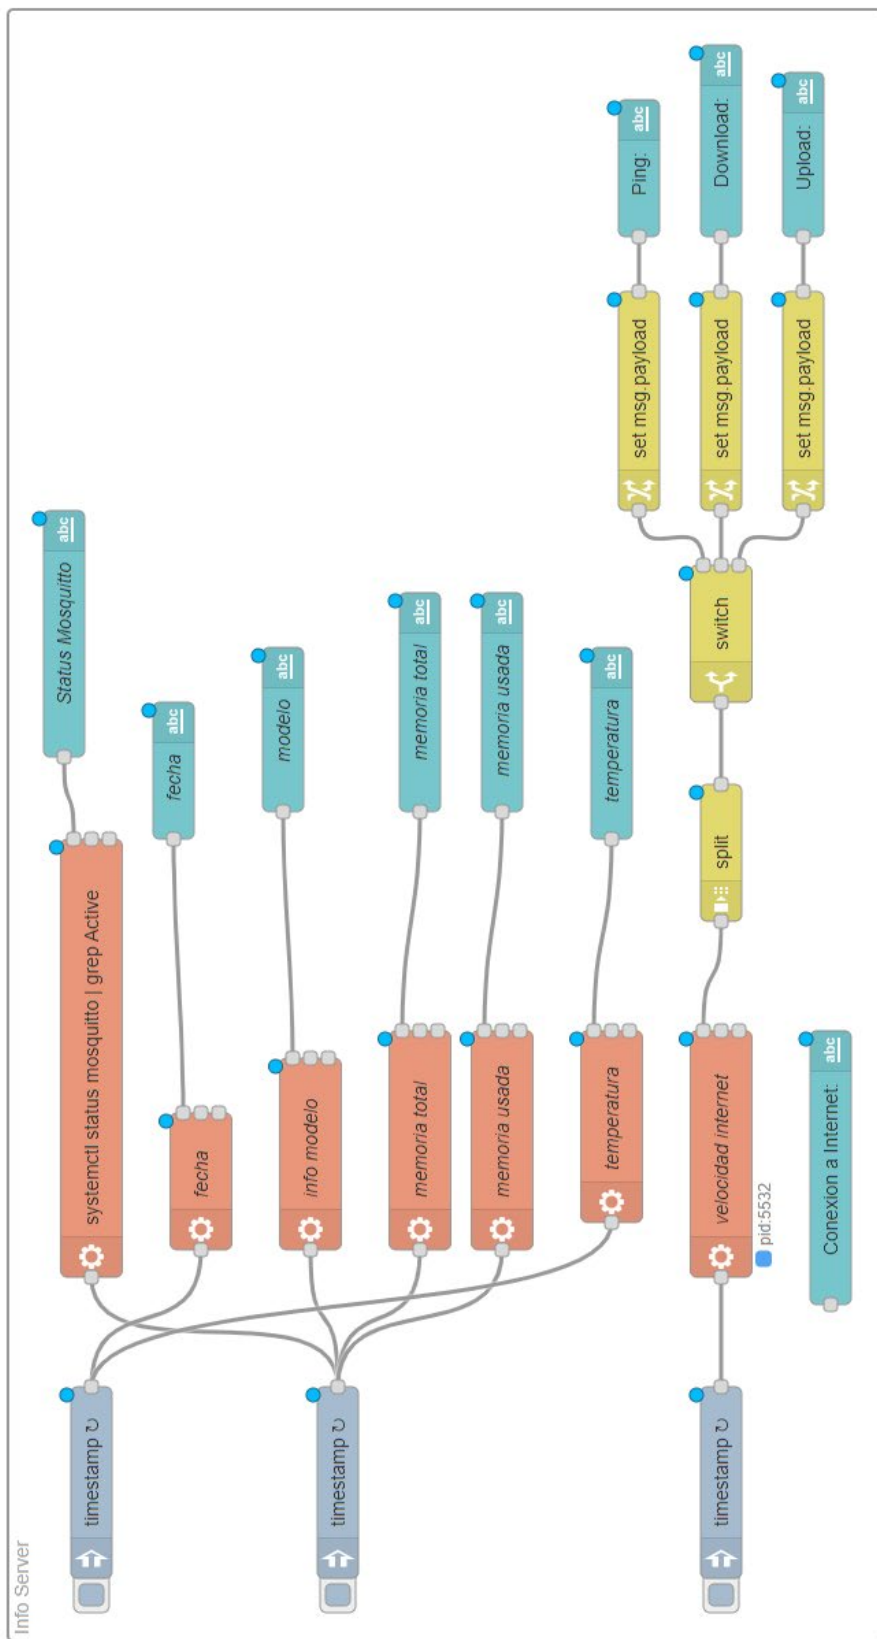 Info Server
timestamp ↻
systemctl status mosquitto | grep Active
Status Mosquitto
abc
fecha
fecha
abc
info modelo
modelo
abc
timestamp ↻
memoria total
memoria total
abc
memoria usada
memoria usada
abc
temperatura
temperatura
abc
timestamp ↻
velocidad internet
pid:5532
split
switch
set msg.payload
Ping:
abc
set msg.payload
Download:
abc
set msg.payload
Upload:
abc
Conexion a Internet:
abc